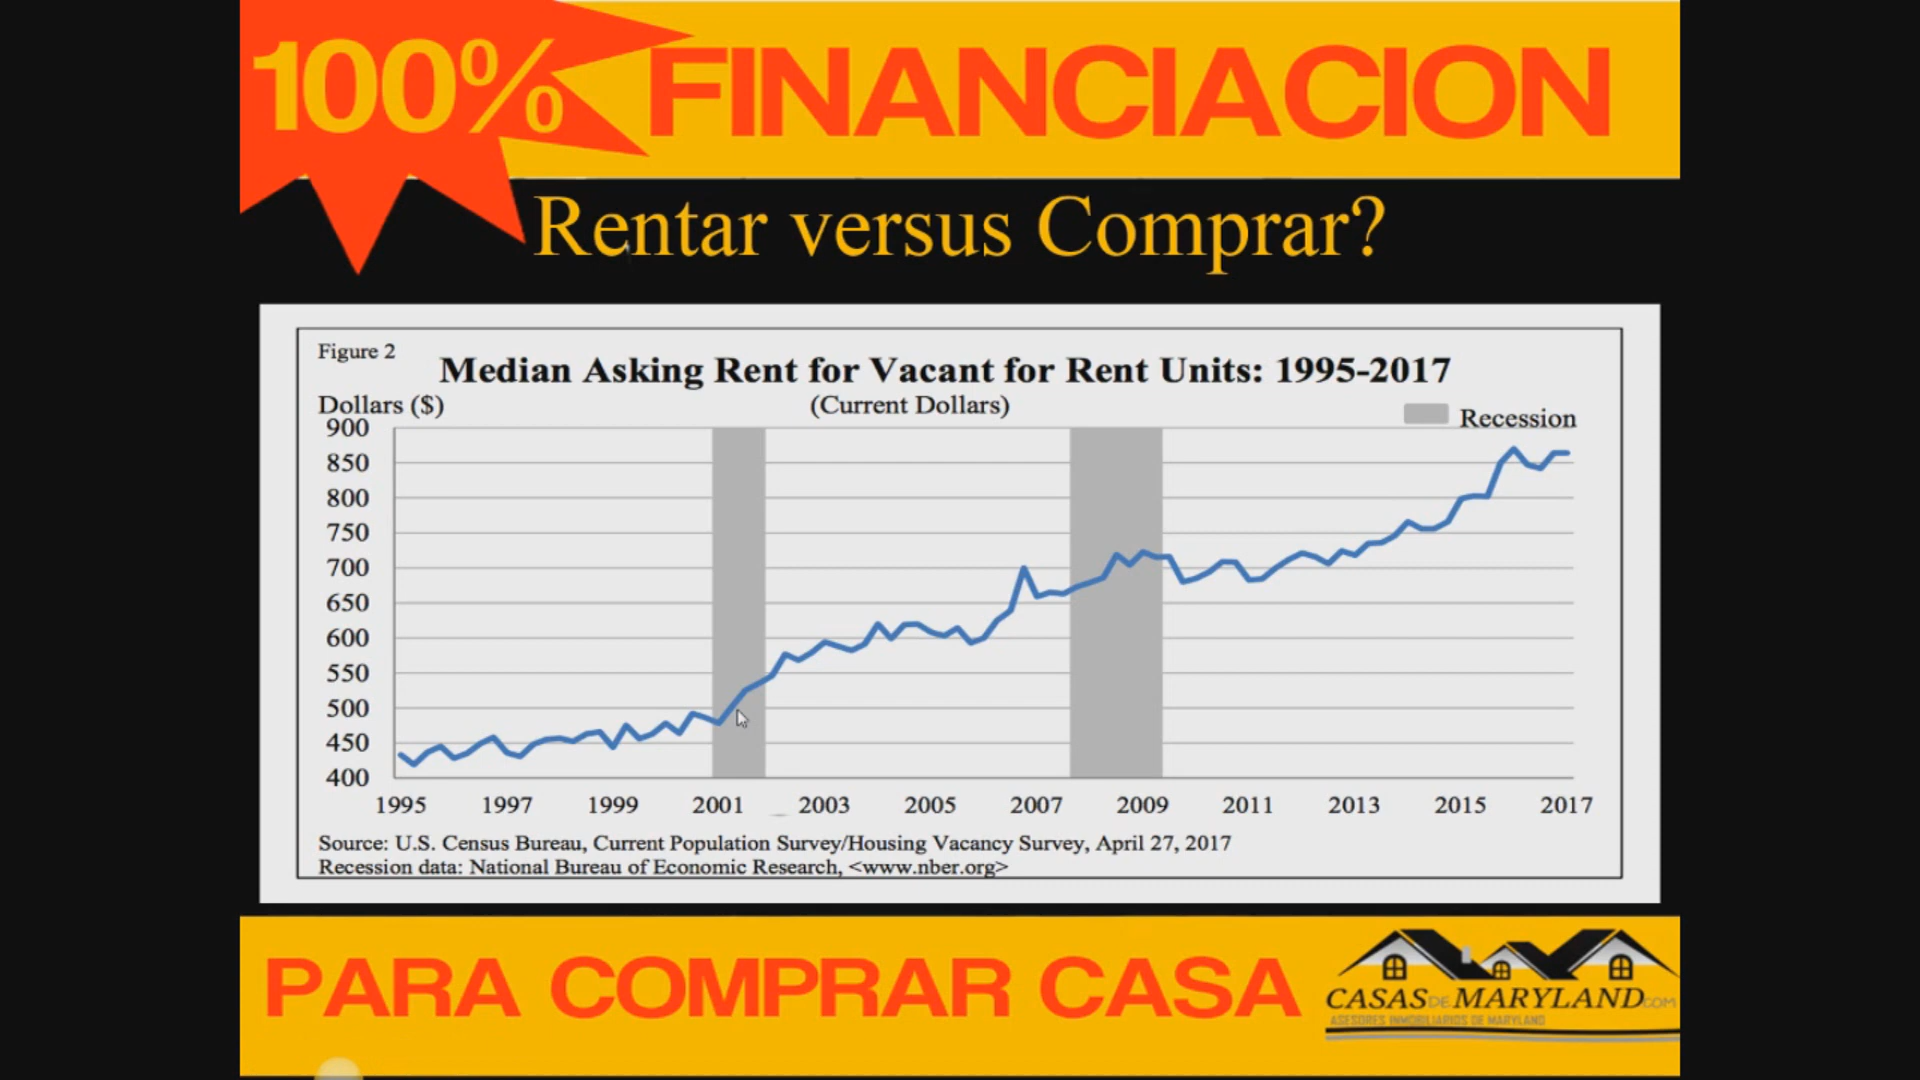 100% FINANCIACION
Rentar versus Comprar?
Figure 2
Median Asking Rent for Vacant for Rent Units: 1995-2017
Dollars ($)
(Current Dollars)
Recession
900
850
800
750
700
650
600
550
500
450
400
1995 1997 1999 2001 2003 2005 2007 2009 2011 2013 2015 2017
Source: U.S. Census Bureau, Current Population Survey/Housing Vacancy Survey, April 27, 2017
Recession data: National Bureau of Economic Research, <www.nber.org>
PARA COMPRAR CASA
CASASDEMARYLAND.COM
ASESORES INMOBILIARIOS DE MARYLAND